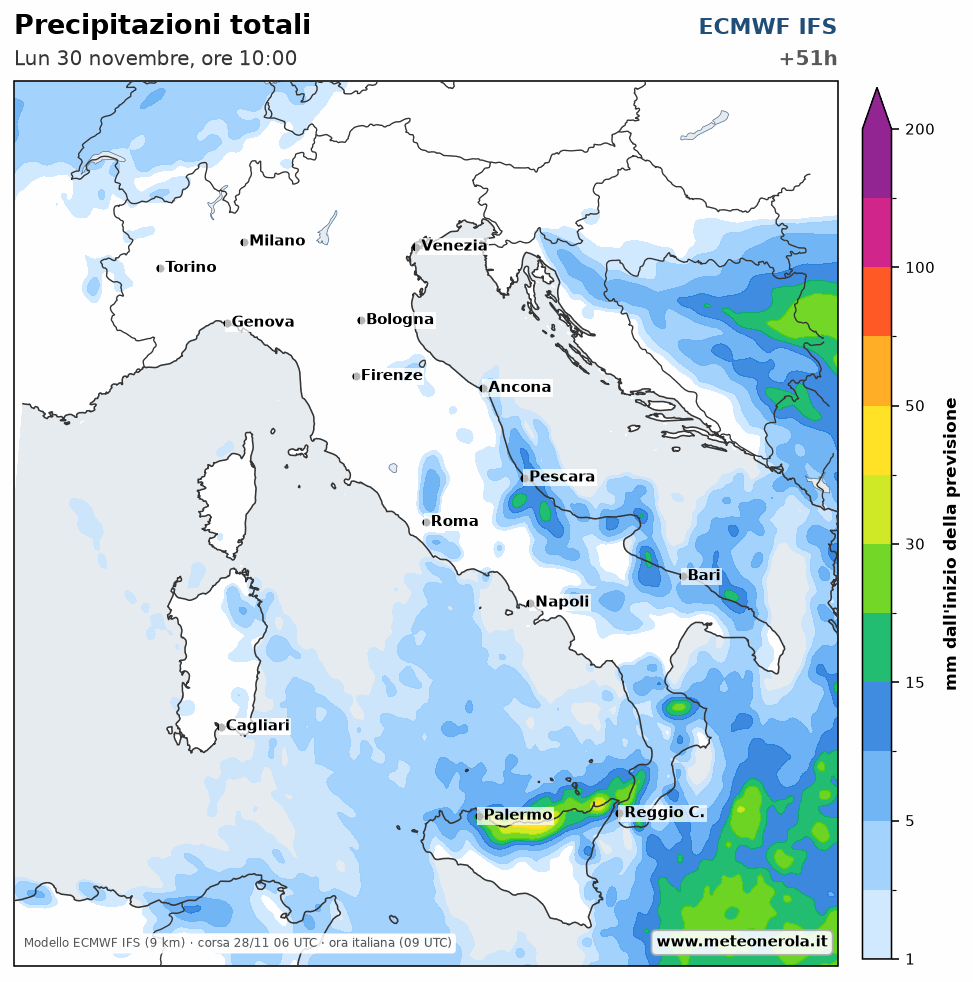 Precipitazioni totali
ECMWF IFS
Lun 30 novembre, ore 10:00
+51h
Milano
Venezia
Torino
Genova
Bologna
Firenze
Ancona
Pescara
Roma
Bari
Napoli
Cagliari
Palermo
Reggio C.
200
100
50
30
15
5
1
mm dall'inizio della previsione
Modello ECMWF IFS (9 km) · corsa 28/11 06 UTC · ora italiana (09 UTC)
www.meteonerola.it